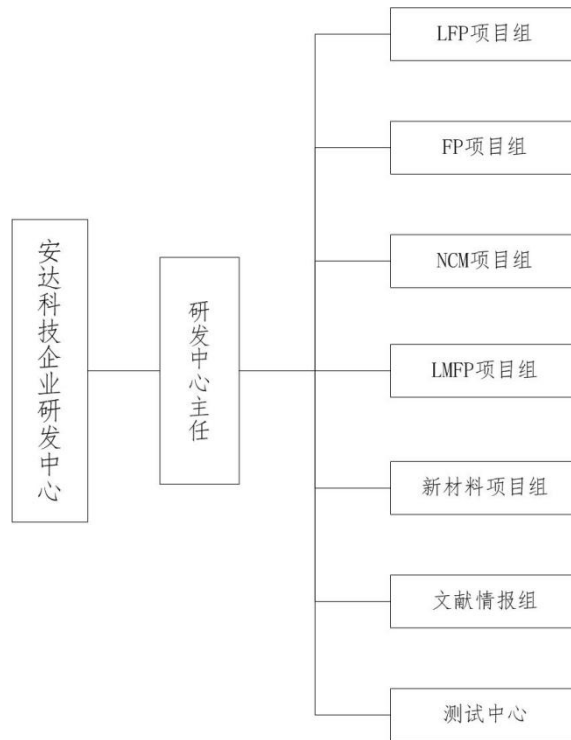 安达科技企业研发中心
研发中心主任
LFP项目组
FP项目组
NCM项目组
LMFP项目组
新材料项目组
文献情报组
测试中心